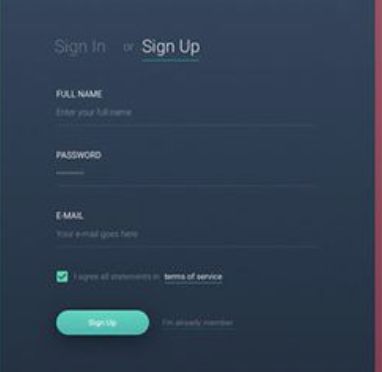 Sign In or Sign Up
FULL NAME
Enter your full name
PASSWORD
E-MAIL
Your e-mail goes here
I agree all statements in terms of service
Sign Up I'm already member